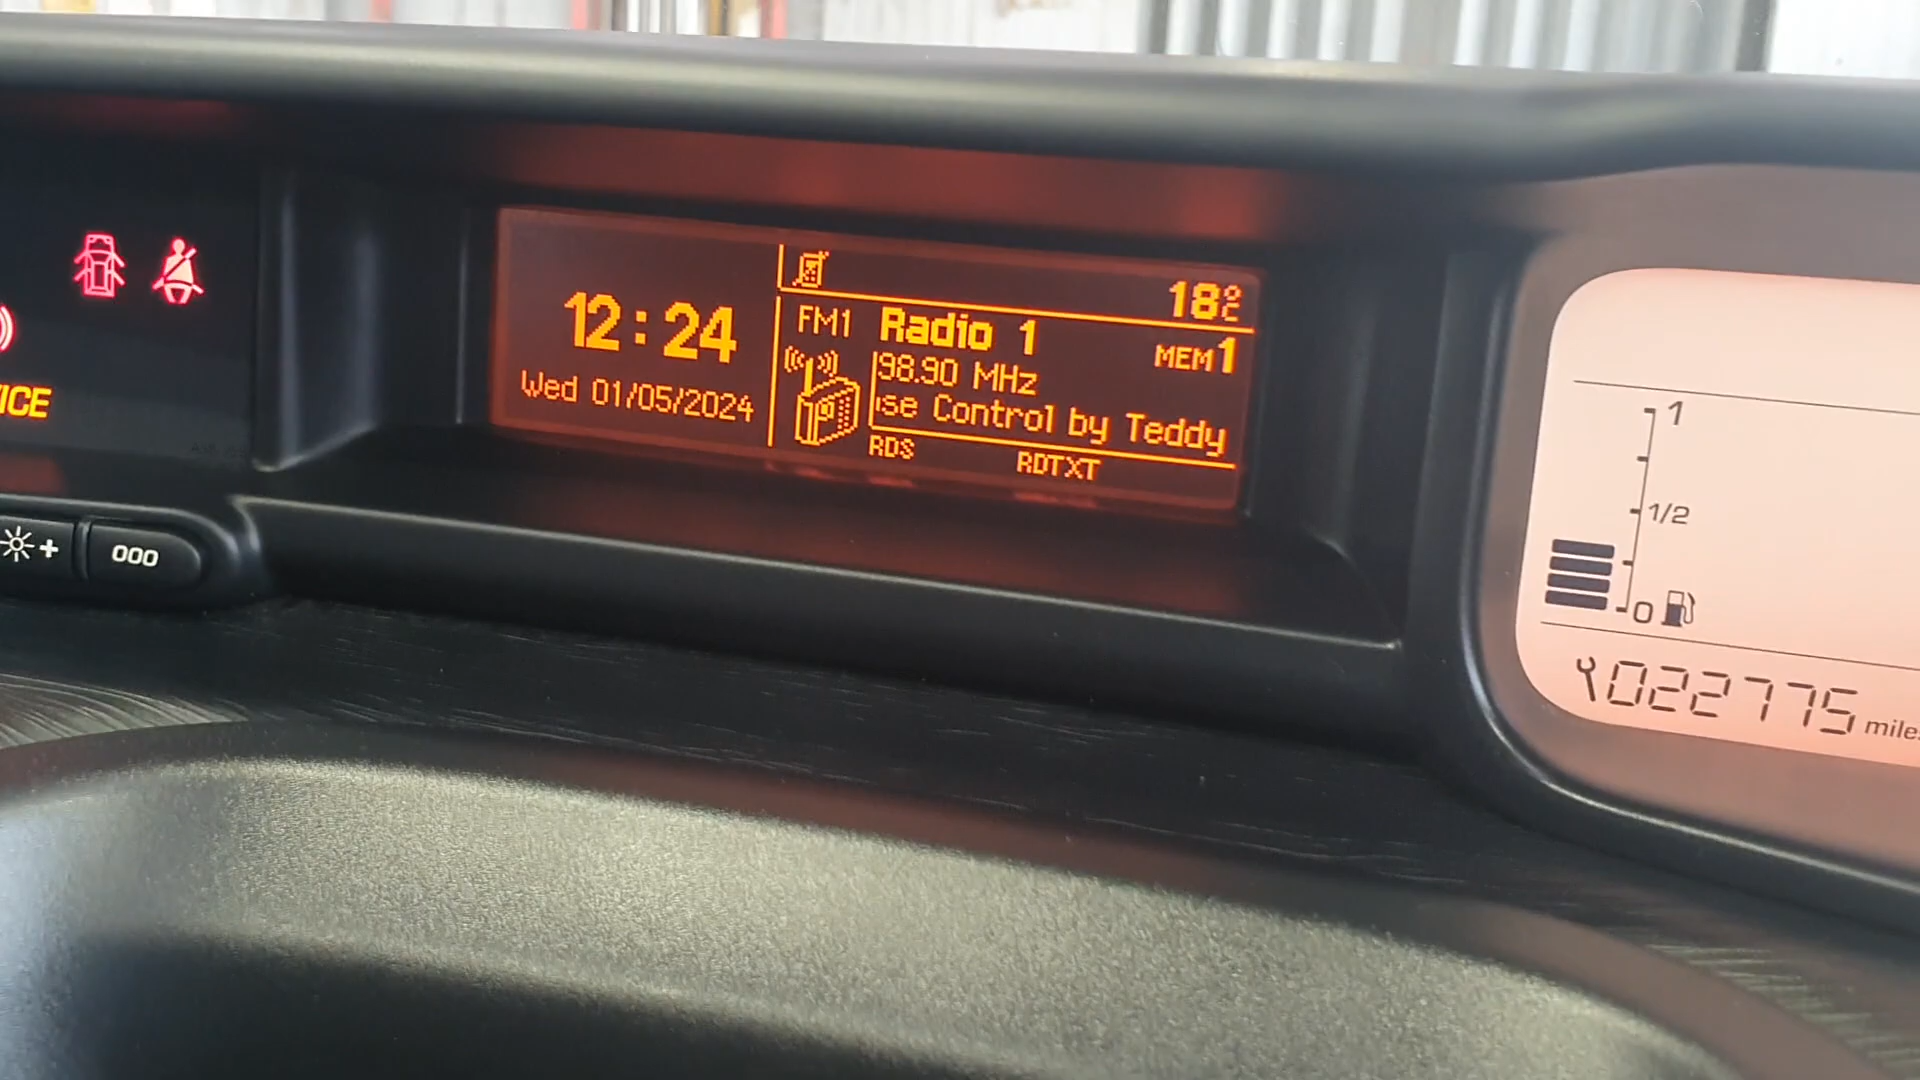 12:24
Wed 01/05/2024
18°C
FM1 Radio 1
MEM1
98.90 MHz
ise Control by Teddy
RDS RDTXT
ICE
+ 000
1
1/2
0
022775 miles